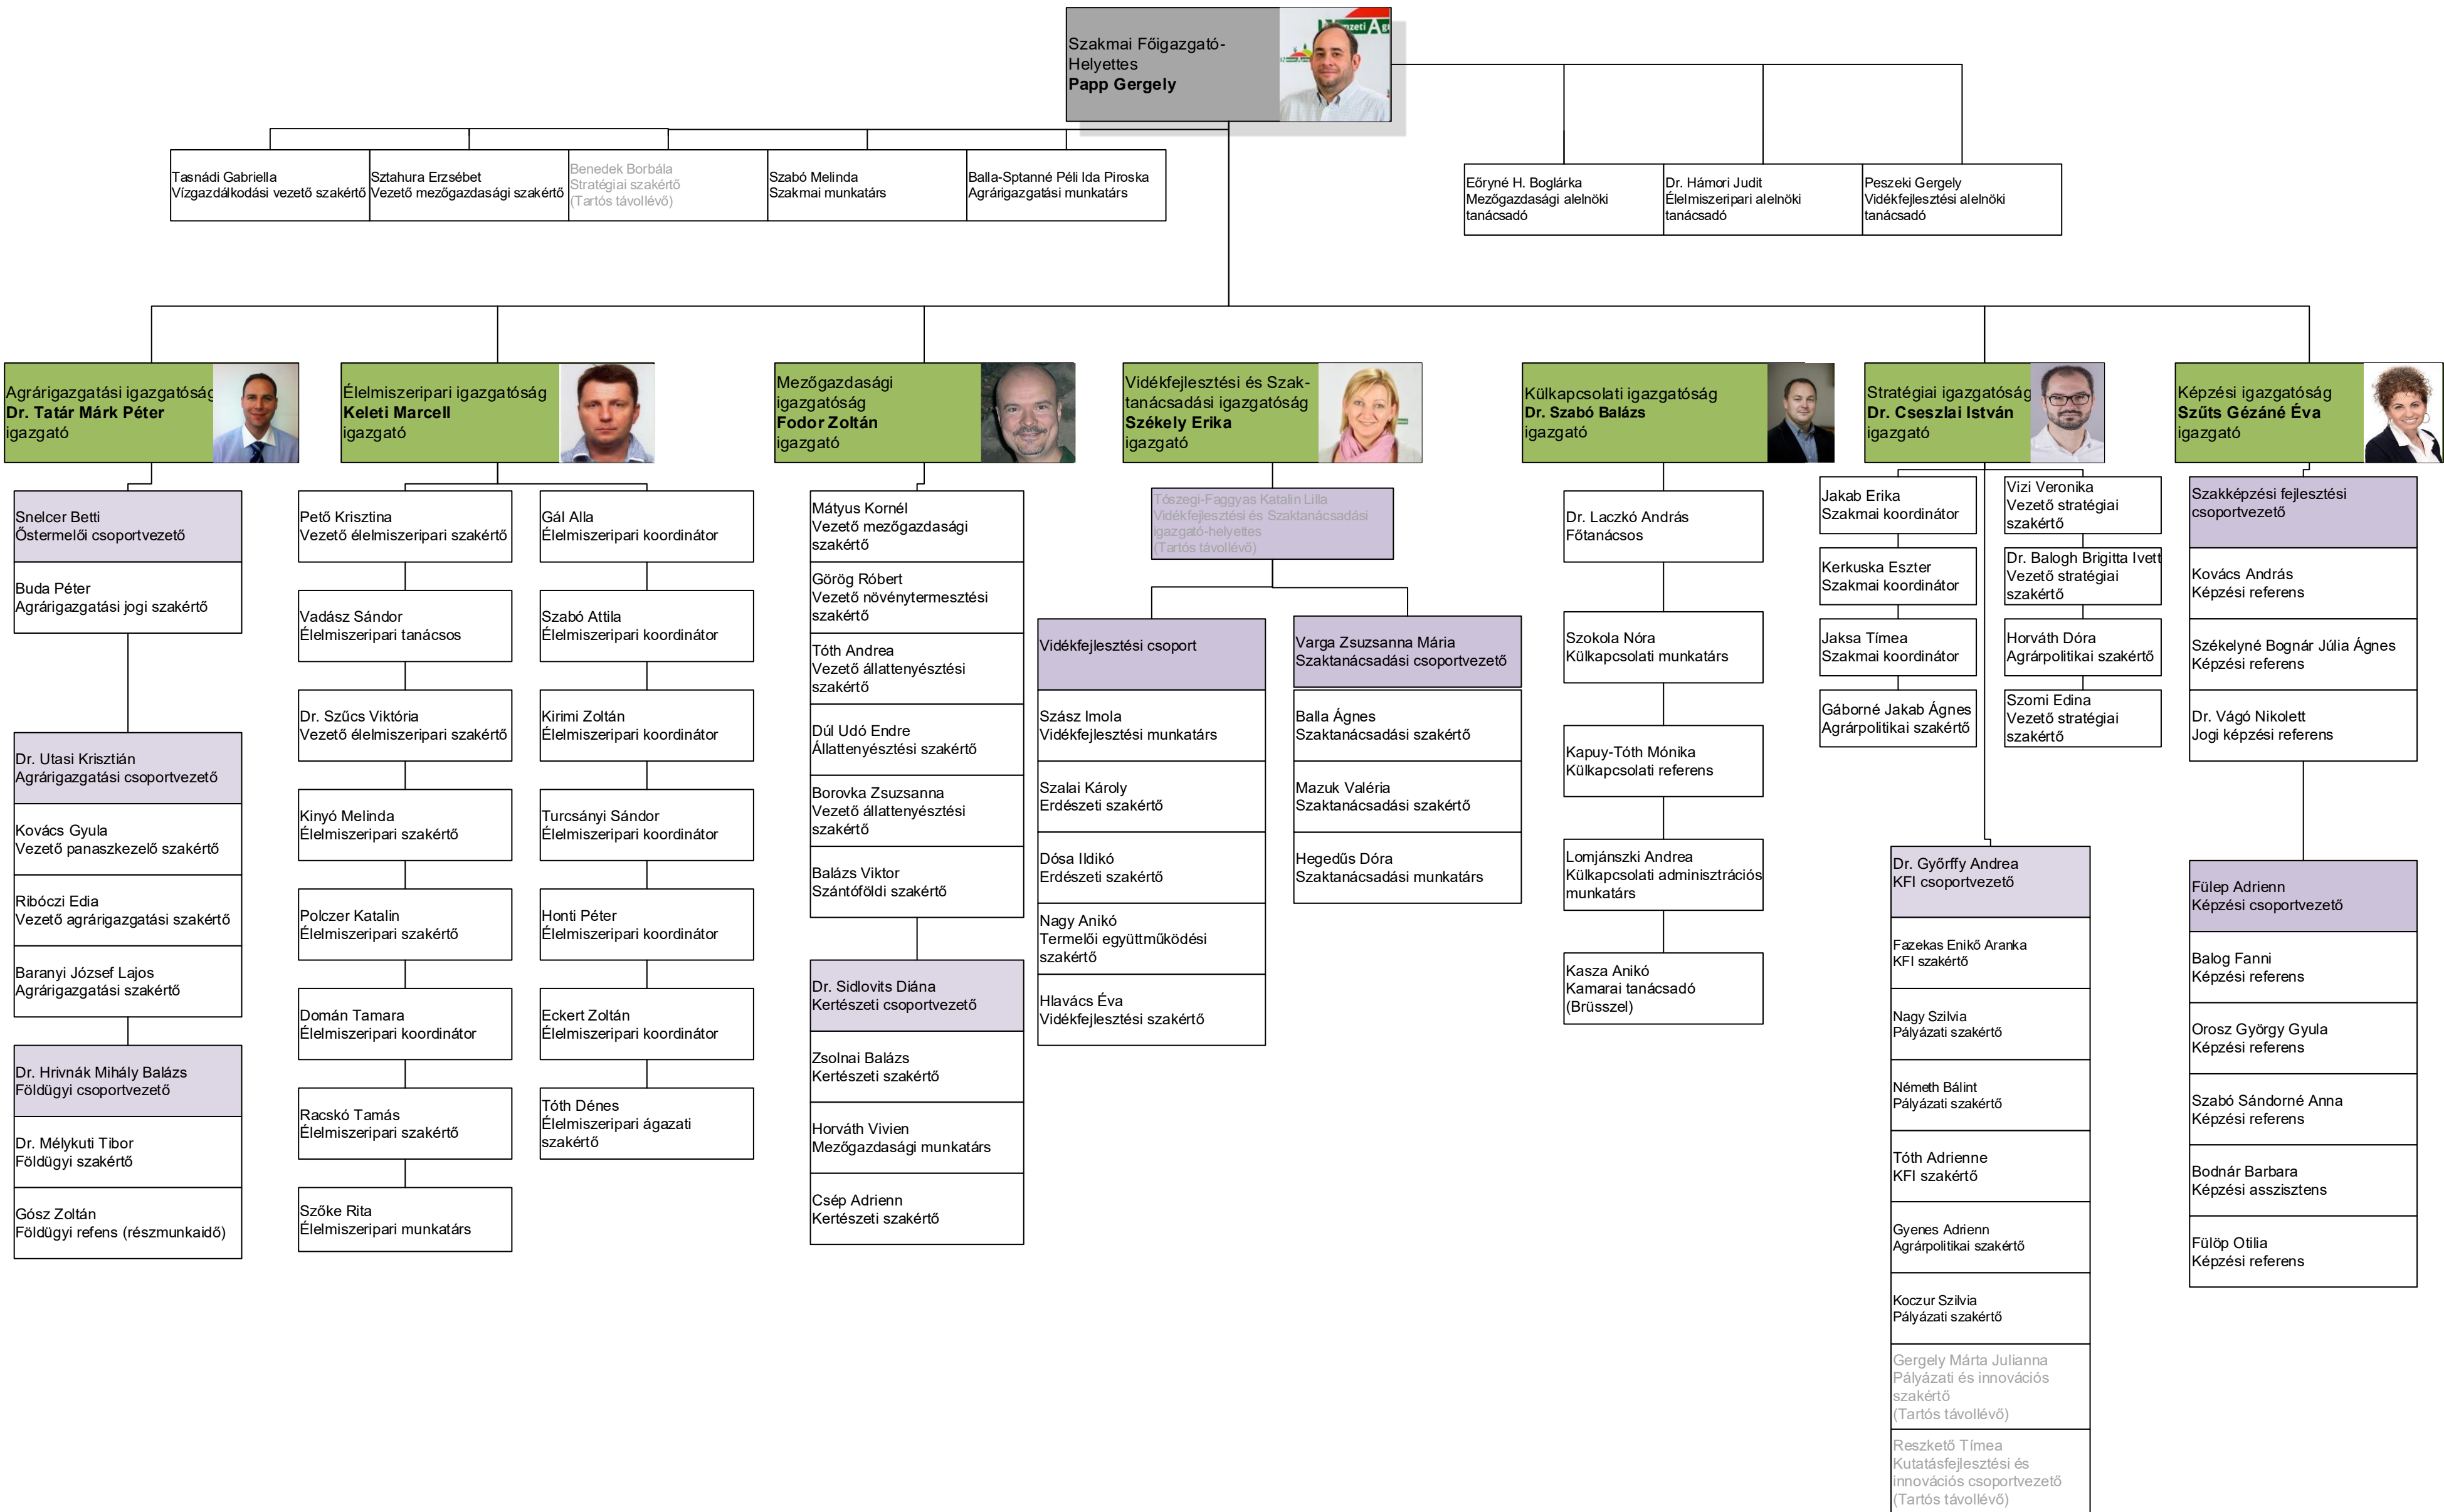 Szakmai Főigazgató-
Helyettes
Papp Gergely
Tasnádi Gabriella
Vízgazdálkodási vezető szakértő
Sztahura Erzsébet
Vezető mezőgazdasági szakértő
Benedek Borbála
Stratégiai szakértő
(Tartós távollévő)
Szabó Melinda
Szakmai munkatárs
Balla-Sptanné Péli Ida Piroska
Agrárigazgatási munkatárs
Eőryné H. Boglárka
Mezőgazdasági alelnöki
tanácsadó
Dr. Hámori Judit
Élelmiszeripari alelnöki
tanácsadó
Peszeki Gergely
Vidékfejlesztési alelnöki
tanácsadó
Agrárigazgatási igazgatóság
Dr. Tatár Márk Péter
igazgató
Élelmiszeripari igazgatóság
Keleti Marcell
igazgató
Mezőgazdasági
igazgatóság
Fodor Zoltán
igazgató
Vidékfejlesztési és Szak-
tanácsadási igazgatóság
Székely Erika
igazgató
Külkapcsolati igazgatóság
Dr. Szabó Balázs
igazgató
Stratégiai igazgatóság
Dr. Cseszlai István
igazgató
Képzési igazgatóság
Szűts Gézáné Éva
igazgató
Snelcer Betti
Őstermelői csoportvezető
Buda Péter
Agrárigazgatási jogi szakértő
Dr. Utasi Krisztián
Agrárigazgatási csoportvezető
Kovács Gyula
Vezető panaszkezelő szakértő
Ribóczi Edia
Vezető agrárigazgatási szakértő
Baranyi József Lajos
Agrárigazgatási szakértő
Dr. Hrivnák Mihály Balázs
Földügyi csoportvezető
Dr. Mélykuti Tibor
Földügyi szakértő
Gósz Zoltán
Földügyi refens (részmunkaidő)
Pető Krisztina
Vezető élelmiszeripari szakértő
Vadász Sándor
Élelmiszeripari tanácsos
Dr. Szűcs Viktória
Vezető élelmiszeripari szakértő
Kinyó Melinda
Élelmiszeripari szakértő
Polczer Katalin
Élelmiszeripari szakértő
Domán Tamara
Élelmiszeripari koordinátor
Racskó Tamás
Élelmiszeripari szakértő
Szőke Rita
Élelmiszeripari munkatárs
Gál Alla
Élelmiszeripari koordinátor
Szabó Attila
Élelmiszeripari koordinátor
Kirimi Zoltán
Élelmiszeripari koordinátor
Turcsányi Sándor
Élelmiszeripari koordinátor
Honti Péter
Élelmiszeripari koordinátor
Eckert Zoltán
Élelmiszeripari koordinátor
Tóth Dénes
Élelmiszeripari ágazati
szakértő
Mátyus Kornél
Vezető mezőgazdasági
szakértő
Görög Róbert
Vezető növénytermesztési
szakértő
Tóth Andrea
Vezető állattenyésztési
szakértő
Dúl Udó Endre
Állattenyésztési szakértő
Borovka Zsuzsanna
Vezető állattenyésztési
szakértő
Balázs Viktor
Szántóföldi szakértő
Dr. Sidlovits Diána
Kertészeti csoportvezető
Zsolnai Balázs
Kertészeti szakértő
Horváth Vivien
Mezőgazdasági munkatárs
Csép Adrienn
Kertészeti szakértő
Tószegi-Faggyas Katalin Lilla
Vidékfejlesztési és Szaktanácsadási
igazgató-helyettes
(Tartós távollévő)
Vidékfejlesztési csoport
Szász Imola
Vidékfejlesztési munkatárs
Szalai Károly
Erdészeti szakértő
Dósa Ildikó
Erdészeti szakértő
Nagy Anikó
Termelői együttműködési
szakértő
Hlavács Éva
Vidékfejlesztési szakértő
Varga Zsuzsanna Mária
Szaktanácsadási csoportvezető
Balla Ágnes
Szaktanácsadási szakértő
Mazuk Valéria
Szaktanácsadási szakértő
Hegedűs Dóra
Szaktanácsadási munkatárs
Dr. Laczkó András
Főtanácsos
Szokola Nóra
Külkapcsolati munkatárs
Kapuy-Tóth Mónika
Külkapcsolati referens
Lomjánszki Andrea
Külkapcsolati adminisztrációs
munkatárs
Kasza Anikó
Kamarai tanácsadó
(Brüsszel)
Jakab Erika
Szakmai koordinátor
Kerkuska Eszter
Szakmai koordinátor
Jaksa Tímea
Szakmai koordinátor
Gáborné Jakab Ágnes
Agrárpolitikai szakértő
Vizi Veronika
Vezető stratégiai
szakértő
Dr. Balogh Brigitta Ivett
Vezető stratégiai
szakértő
Horváth Dóra
Agrárpolitikai szakértő
Szomi Edina
Vezető stratégiai
szakértő
Dr. Győrffy Andrea
KFI csoportvezető
Fazekas Enikő Aranka
KFI szakértő
Nagy Szilvia
Pályázati szakértő
Németh Bálint
Pályázati szakértő
Tóth Adrienne
KFI szakértő
Gyenes Adrienn
Agrárpolitikai szakértő
Koczur Szilvia
Pályázati szakértő
Gergely Márta Julianna
Pályázati és innovációs
szakértő
(Tartós távollévő)
Reszkető Tímea
Kutatásfejlesztési és
innovációs csoportvezető
(Tartós távollévő)
Szakképzési fejlesztési
csoportvezető
Kovács András
Képzési referens
Székelyné Bognár Júlia Ágnes
Képzési referens
Dr. Vágó Nikolett
Jogi képzési referens
Fülep Adrienn
Képzési csoportvezető
Balog Fanni
Képzési referens
Orosz György Gyula
Képzési referens
Szabó Sándorné Anna
Képzési referens
Bodnár Barbara
Képzési asszisztens
Fülöp Otilia
Képzési referens